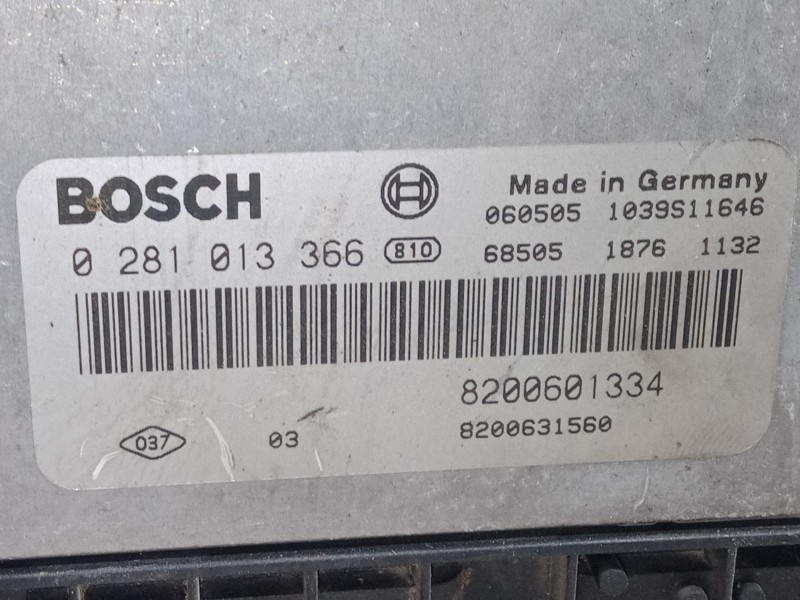 BOSCH
Made in Germany
060505 1039S11646
0 281 013 366 810 68505 1876 1132
8200601334
037 03 8200631560